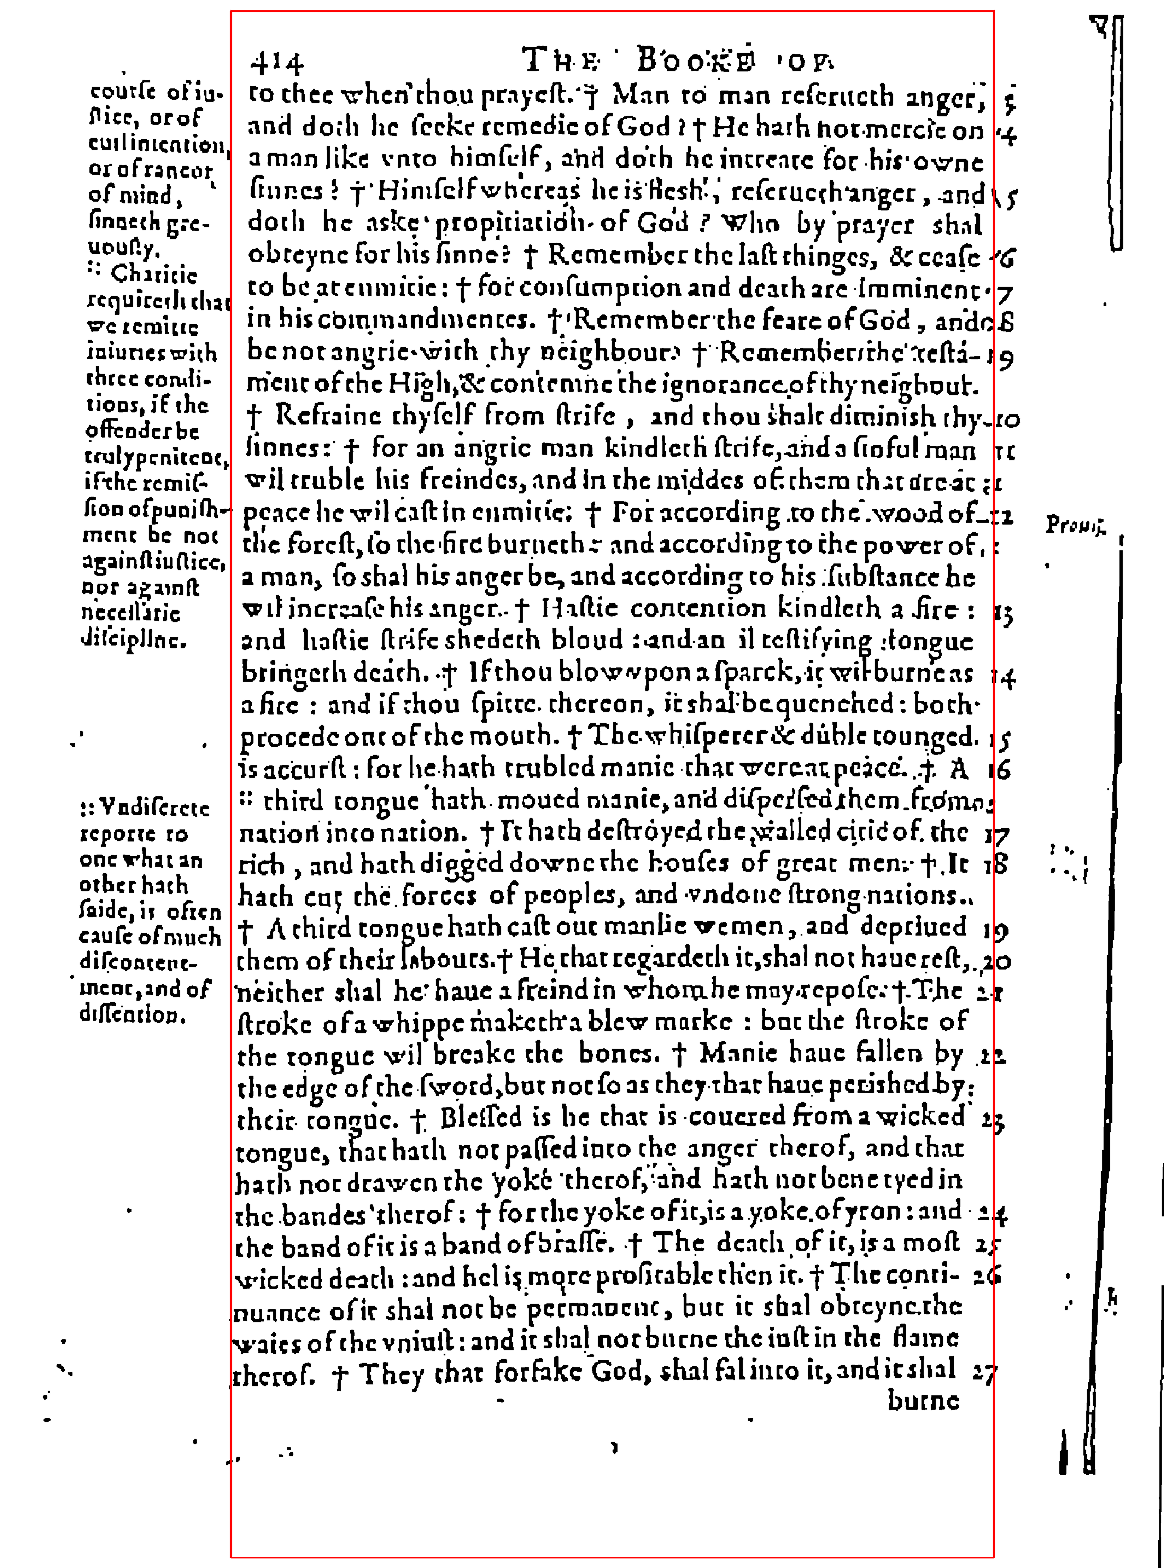 414 THE BOOKE OF
courſe of iu-
ſtice, or of
euil intention,
or of rancor
of mind,
ſinneth gre-
uouſly.
:: Charitie
requireth that
we remitte
iniuries with
three condi-
tions, if the
offender be
truly penitent,
if the remiſ-
ſion of puniſh-
ment be not
againſt iuſtice,
nor againſt
neceſſarie
diſcipline.
:: Vndiſcrete
reporte to
one what an
other hath
ſaide, is often
cauſe of much
diſcontent-
ment, and of
diſſention.
to thee when thou prayeſt. † Man to man reſerueth anger, 3
and doth he ſeeke remedie of God? † He hath not mercie on 4
a man like vnto himſelf, and doth he intreate for his owne
ſinnes? † Himſelf whereas he is fleſh, reſerueth anger, and 5
doth he aske propitiation of God? Who by prayer shal
obteyne for his ſinne? † Remember the laſt thinges, & ceaſe 6
to be at enmitie: † for conſumption and death are imminent 7
in his commandmentes. † Remember the feare of God, and 8
be not angrie with thy neighbour. † Remember the teſta- 9
ment of the High, & contemne the ignorance of thy neighbour.
† Refraine thyſelf from ſtrife, and thou shalt diminish thy 10
ſinnes: † for an angrie man kindleth ſtrife, and a ſinful man 11
wil truble his freindes, and in the middes of them that are at
peace he wil caſt in enmitie: † For according to the wood of 12
the foreſt, ſo the fire burneth: and according to the power of
a man, ſo shal his anger be, and according to his ſubſtance he
wil increaſe his anger. † Haſtie contention kindleth a fire: 13
and haſtie ſtrife shedeth bloud: and an il teſtifying tongue
bringeth death. † If thou blow vpon a ſparck, it wil burne as 14
a fire: and if thou ſpitte thereon, it shal be quenched: both
procede out of the mouth. † The whiſperer & duble tounged 15
is accurſt: for he hath trubled manie that were at peace. † A 16
:: third tongue hath moued manie, and diſperſed them from
nation into nation. † It hath deſtroyed the walled citie of the 17
rich, and hath digged downe the houſes of great men. † It 18
hath cut the forces of peoples, and vndone ſtrong nations.
† A third tongue hath caſt out manlie wemen, and depriued 19
them of their labours. † He that regardeth it, shal not haue reſt, 20
neither shal he haue a freind in whom he may repoſe. † The 21
ſtroke of a whippe maketh a blew marke: but the ſtroke of
the tongue wil breake the bones. † Manie haue fallen by 22
the edge of the ſword, but not ſo as they that haue perished by
their tongue. † Bleſſed is he that is couered from a wicked 23
tongue, that hath not paſſed into the anger therof, and that
hath not drawen the yoke therof, and hath not bene tyed in
the bandes therof: † for the yoke of it, is a yoke of yron: and 24
the band of it is a band of braſſe. † The death of it, is a moſt 25
wicked death: and hel is more profitable then it. † The conti- 26
nuance of it shal not be permanent, but it shal obteyne the
waies of the vniuſt: and it shal not burne the iuſt in the flame
therof. † They that forſake God, shal fal into it, and it shal 27
burne